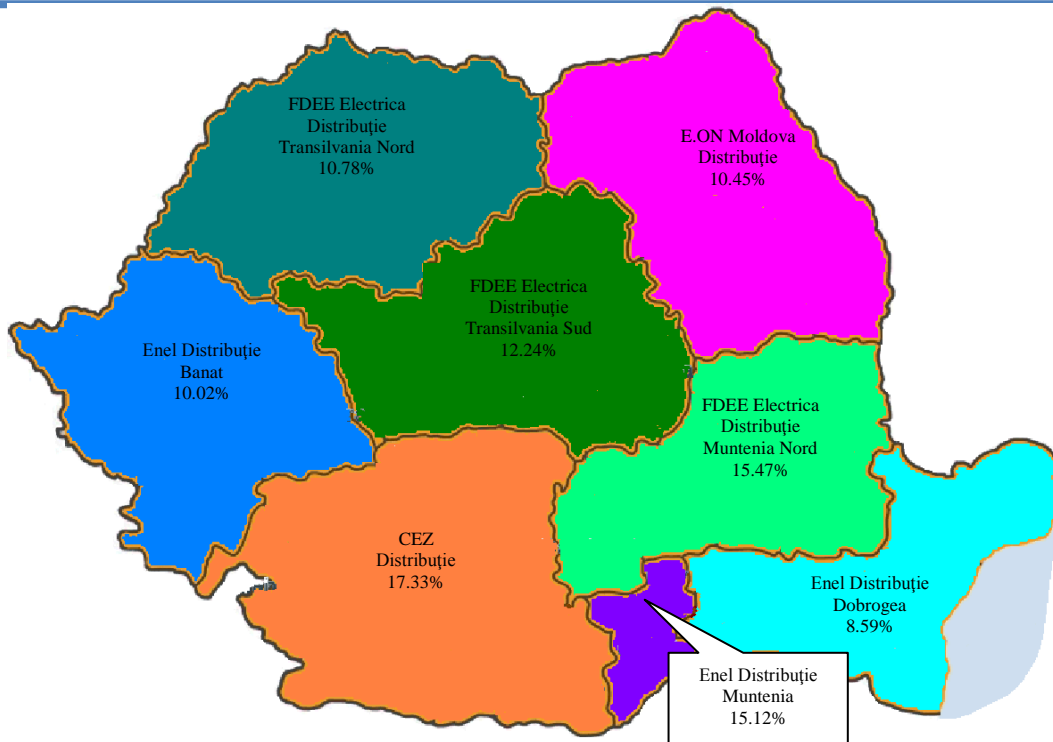 FDEE Electrica
Distribuţie
Transilvania Nord
10.78%
E.ON Moldova
Distribuţie
10.45%
FDEE Electrica
Distribuţie
Transilvania Sud
12.24%
Enel Distribuţie
Banat
10.02%
FDEE Electrica
Distribuţie
Muntenia Nord
15.47%
CEZ
Distribuţie
17.33%
Enel Distribuţie
Dobrogea
8.59%
Enel Distribuţie
Muntenia
15.12%